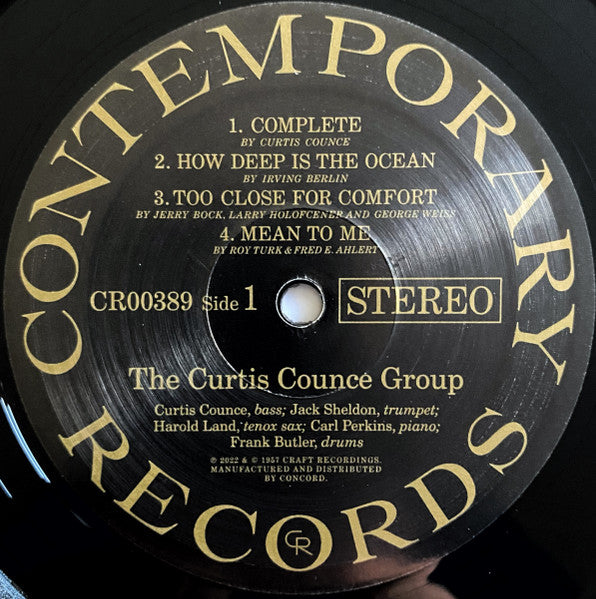 CONTEMPORARY
1. COMPLETE
BY CURTIS COUNCE
2. HOW DEEP IS THE OCEAN
BY IRVING BERLIN
3. TOO CLOSE FOR COMFORT
BY JERRY BOCK, LARRY HOLOFCENER AND GEORGE WEISS
4. MEAN TO ME
BY ROY TURK & FRED E. AHLERT
CR00389 Side 1 STEREO
The Curtis Counce Group
Curtis Counce, bass; Jack Sheldon, trumpet;
Harold Land, tenox sax; Carl Perkins, piano;
Frank Butler, drums
℗ 2022 & © 1957 CRAFT RECORDINGS.
MANUFACTURED AND DISTRIBUTED
BY CONCORD.
RECORDS
CR